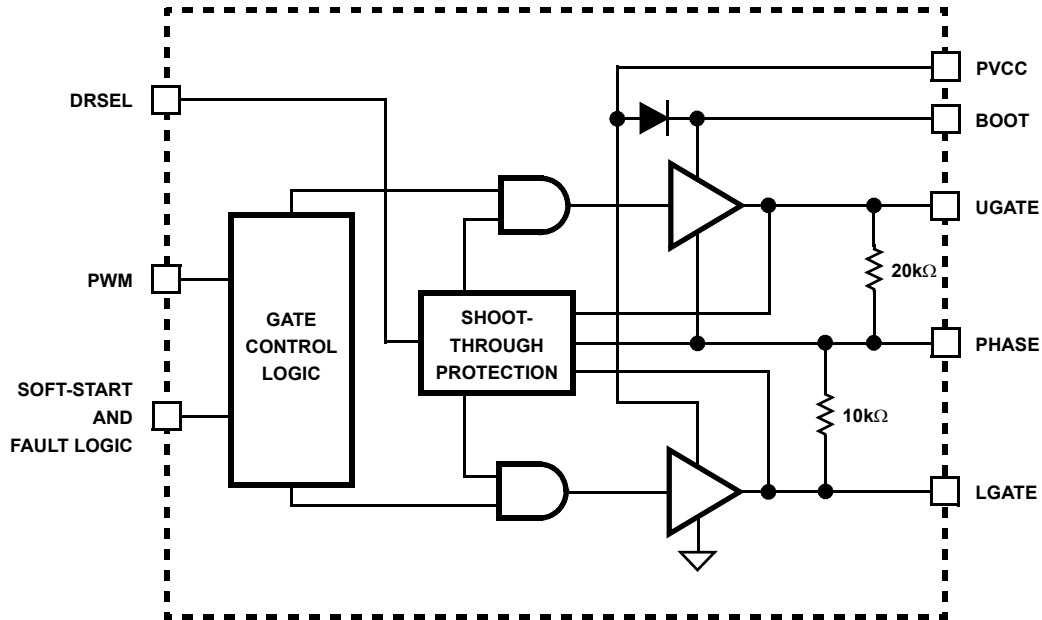 DRSEL
PWM
SOFT-START
AND
FAULT LOGIC
GATE
CONTROL
LOGIC
SHOOT-
THROUGH
PROTECTION
20kΩ
10kΩ
PVCC
BOOT
UGATE
PHASE
LGATE